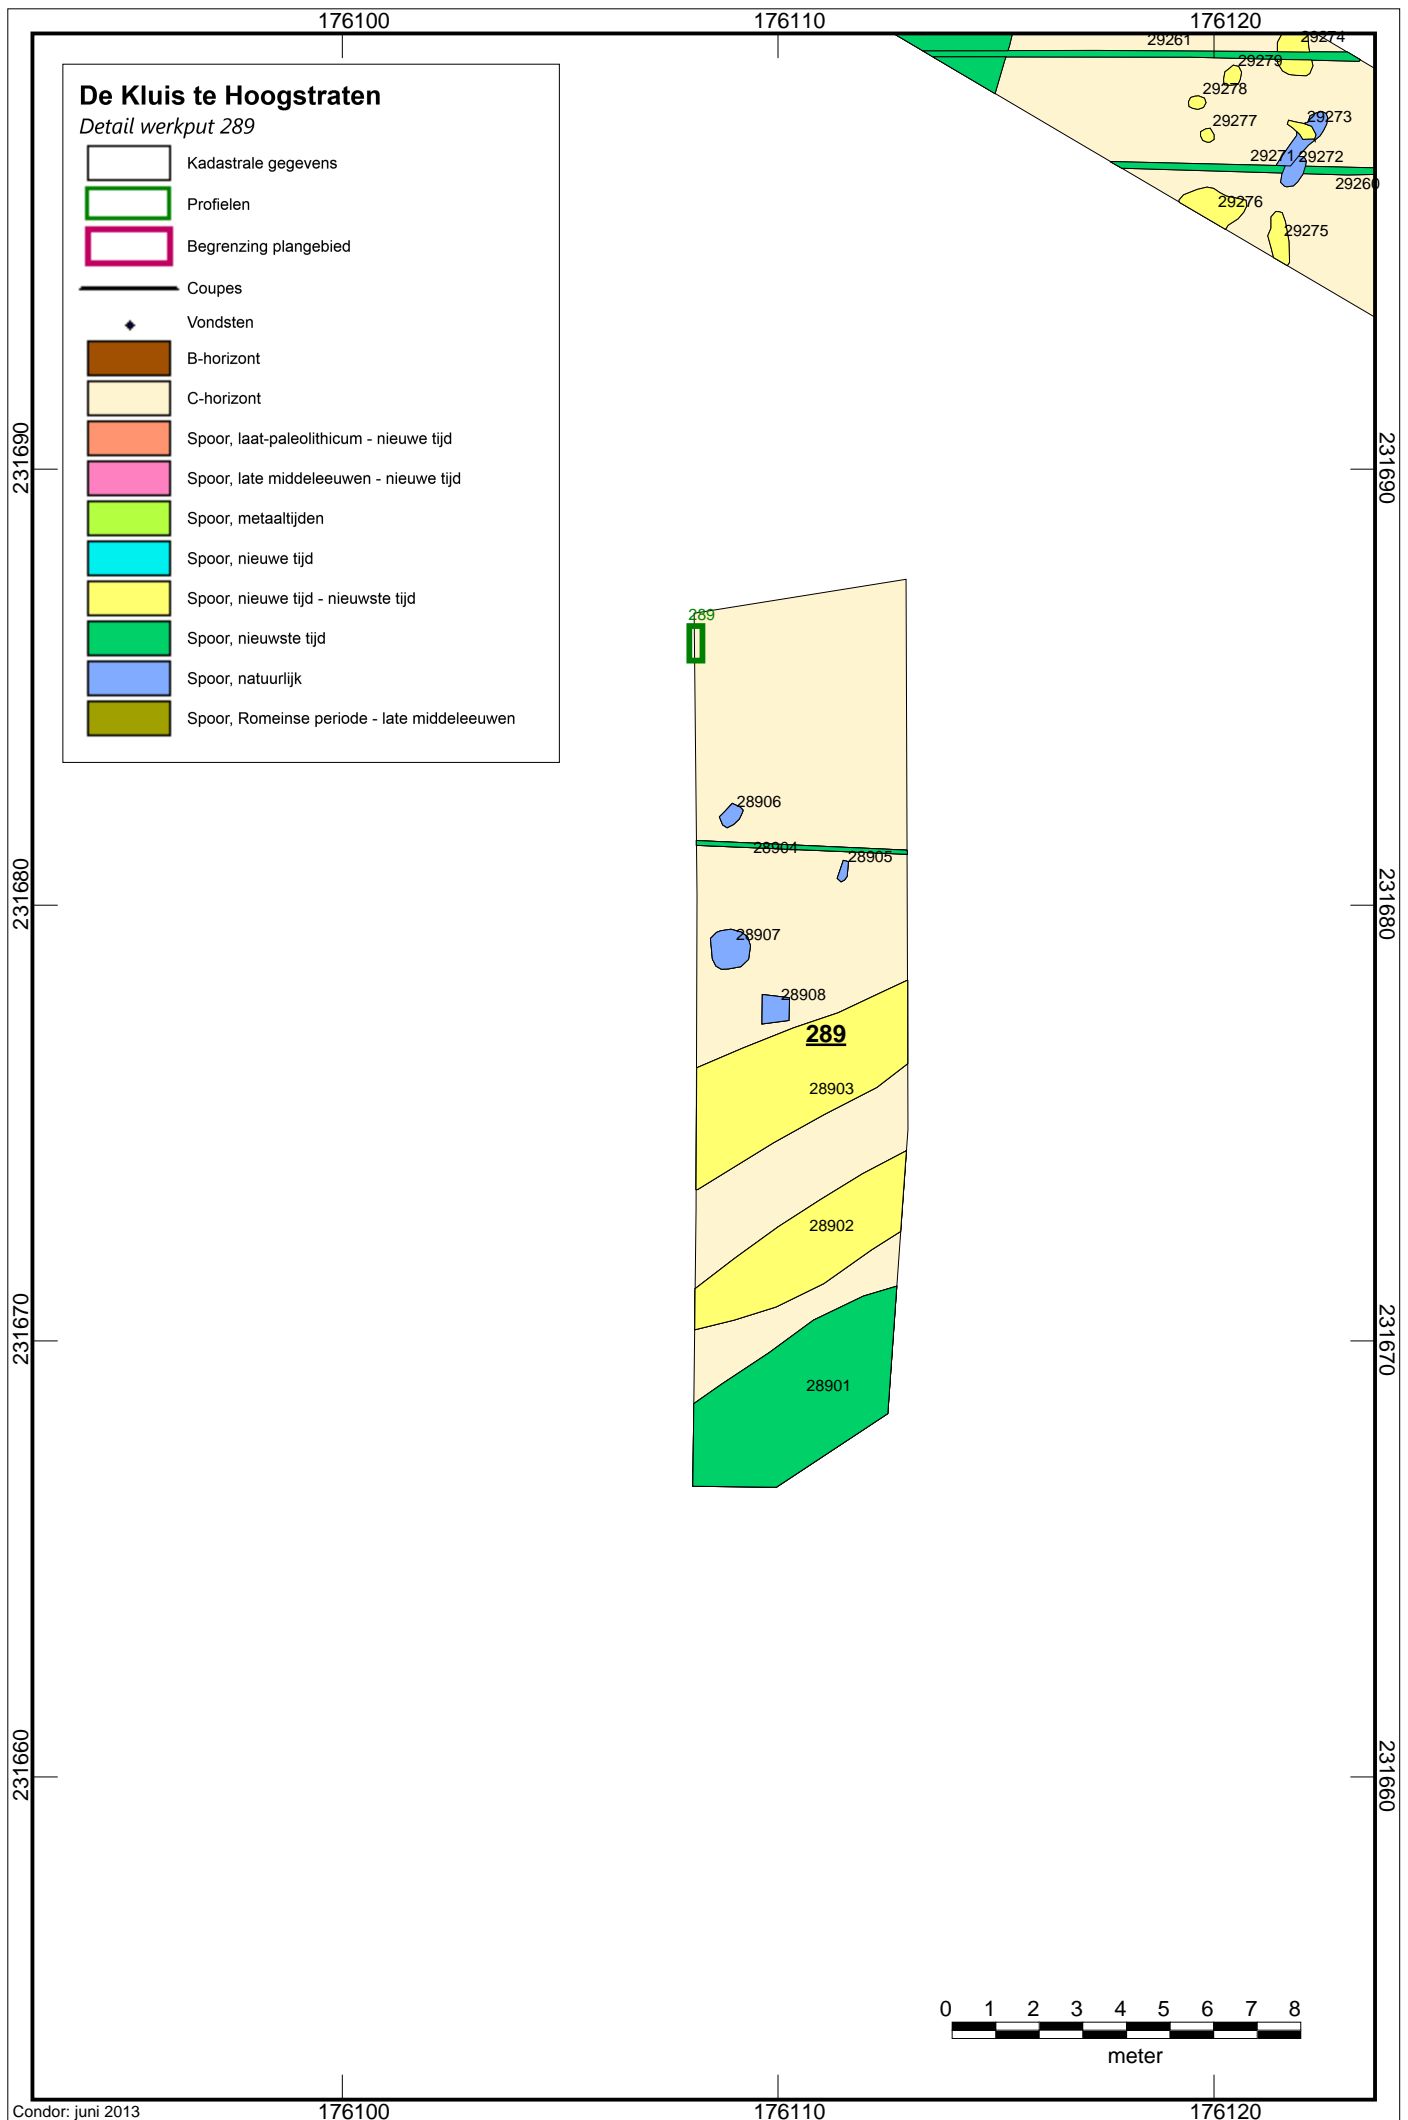 176100 176110 176120
De Kluis te Hoogstraten
Detail werkput 289
Kadastrale gegevens
Profielen
Begrenzing plangebied
Coupes
Vondsten
B-horizont
C-horizont
Spoor, laat-paleolithicum - nieuwe tijd
Spoor, late middeleeuwen - nieuwe tijd
Spoor, metaaltijden
Spoor, nieuwe tijd
Spoor, nieuwe tijd - nieuwste tijd
Spoor, nieuwste tijd
Spoor, natuurlijk
Spoor, Romeinse periode - late middeleeuwen
29274
29261
29279
29278
29273
29277
29271 29272
29260
29276
29275
231690 231690
289
28906
28904
28905
231680 231680
28907
28908
289
28903
28902
231670 231670
28901
231660 231660
0 1 2 3 4 5 6 7 8
meter
Condor: juni 2013
176100 176110 176120